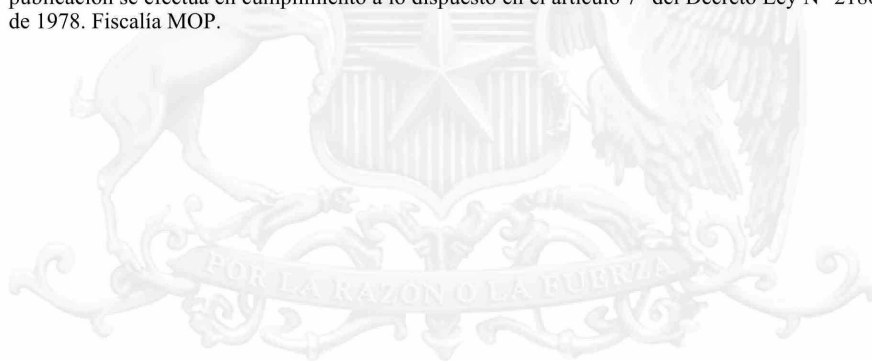 publicación se efectúa en cumplimiento a lo dispuesto en el artículo 7° del Decreto Ley N° 2186
de 1978. Fiscalía MOP.
POR LA RAZON O LA FUERZA